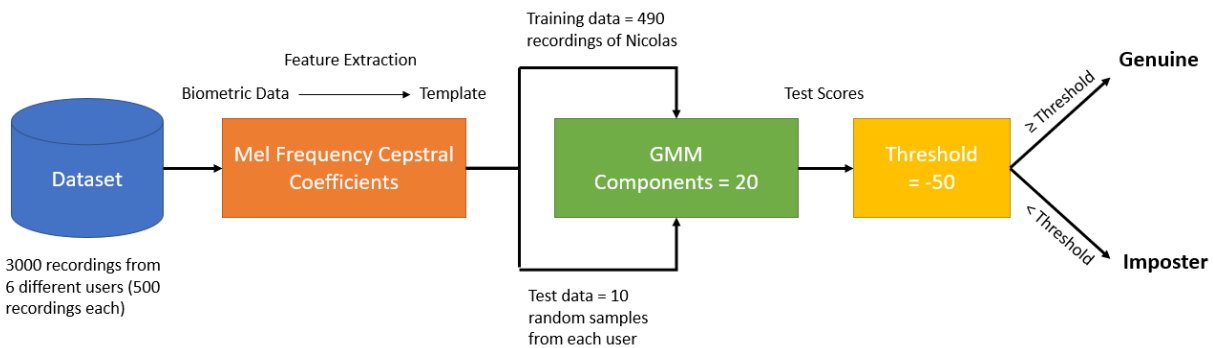 Training data = 490
recordings of Nicolas
Feature Extraction
Biometric Data
Template
Test Scores
Genuine
≥ Threshold
Dataset
Mel Frequency Cepstral
Coefficients
GMM
Components = 20
Threshold
= -50
< Threshold
Imposter
3000 recordings from
6 different users (500
recordings each)
Test data = 10
random samples
from each user